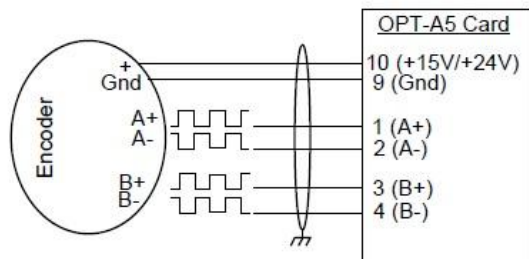 OPT-A5 Card
Encoder
+
Gnd
A+
A-
B+
B-
10 (+15V/+24V)
9 (Gnd)
1 (A+)
2 (A-)
3 (B+)
4 (B-)